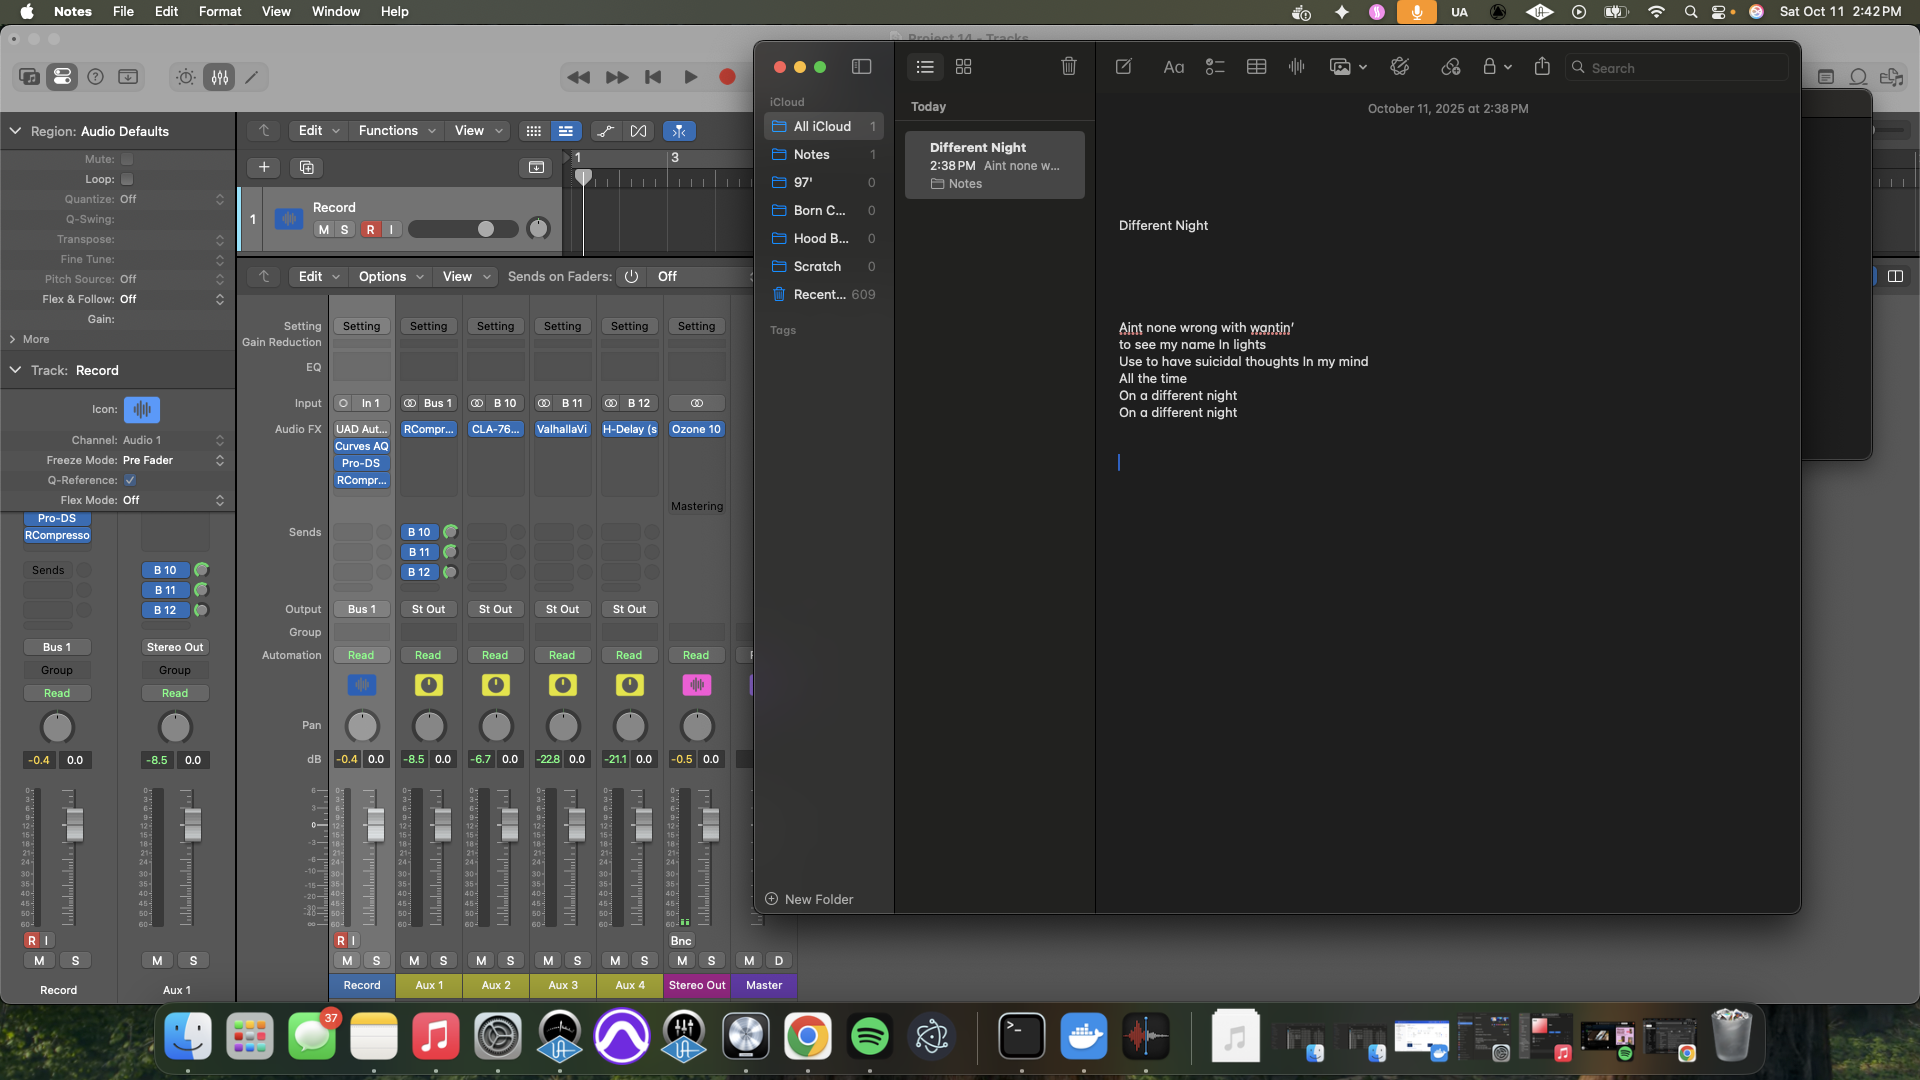 Notes File Edit Format View Window Help
UA Sat Oct 11 2:42 PM
Project 14 - Tracks
Region: Audio Defaults
Mute:
Loop:
Quantize: Off
Q-Swing:
Transpose:
Fine Tune:
Pitch Source: Off
Flex & Follow: Off
Gain:
More
Track: Record
Icon:
Channel: Audio 1
Freeze Mode: Pre Fader
Q-Reference:
Flex Mode: Off
Pro-DS
RCompresso
Sends
B 10
B 11
B 12
Bus 1 Stereo Out
Group Group
Read Read
-0.4 0.0 -8.5 0.0
R I
M S M S
Record Aux 1
Edit Functions View
1 3
1 Record
M S R I
Edit Options View Sends on Faders: Off
Setting Setting Setting Setting Setting Setting Setting
Gain Reduction
EQ
Input In 1 Bus 1 B 10 B 11 B 12
Audio FX UAD Aut... RCompr... CLA-76... ValhallaVi H-Delay (s Ozone 10
Curves AQ
Pro-DS
RCompr...
Mastering
Sends B 10
B 11
B 12
Output Bus 1 St Out St Out St Out St Out
Group
Automation Read Read Read Read Read Read
Pan
dB -0.4 0.0 -8.5 0.0 -6.7 0.0 -22.8 0.0 -21.1 0.0 -0.5 0.0
R I Bnc
M S M S M S M S M S M S M D
Record Aux 1 Aux 2 Aux 3 Aux 4 Stereo Out Master
iCloud
All iCloud 1
Notes 1
97' 0
Born C... 0
Hood B... 0
Scratch 0
Recent... 609
Tags
New Folder
Today
Different Night
2:38 PM Aint none w...
Notes
Aa
Search
October 11, 2025 at 2:38 PM
Different Night
Aint none wrong with wantin’
to see my name In lights
Use to have suicidal thoughts In my mind
All the time
On a different night
On a different night
37